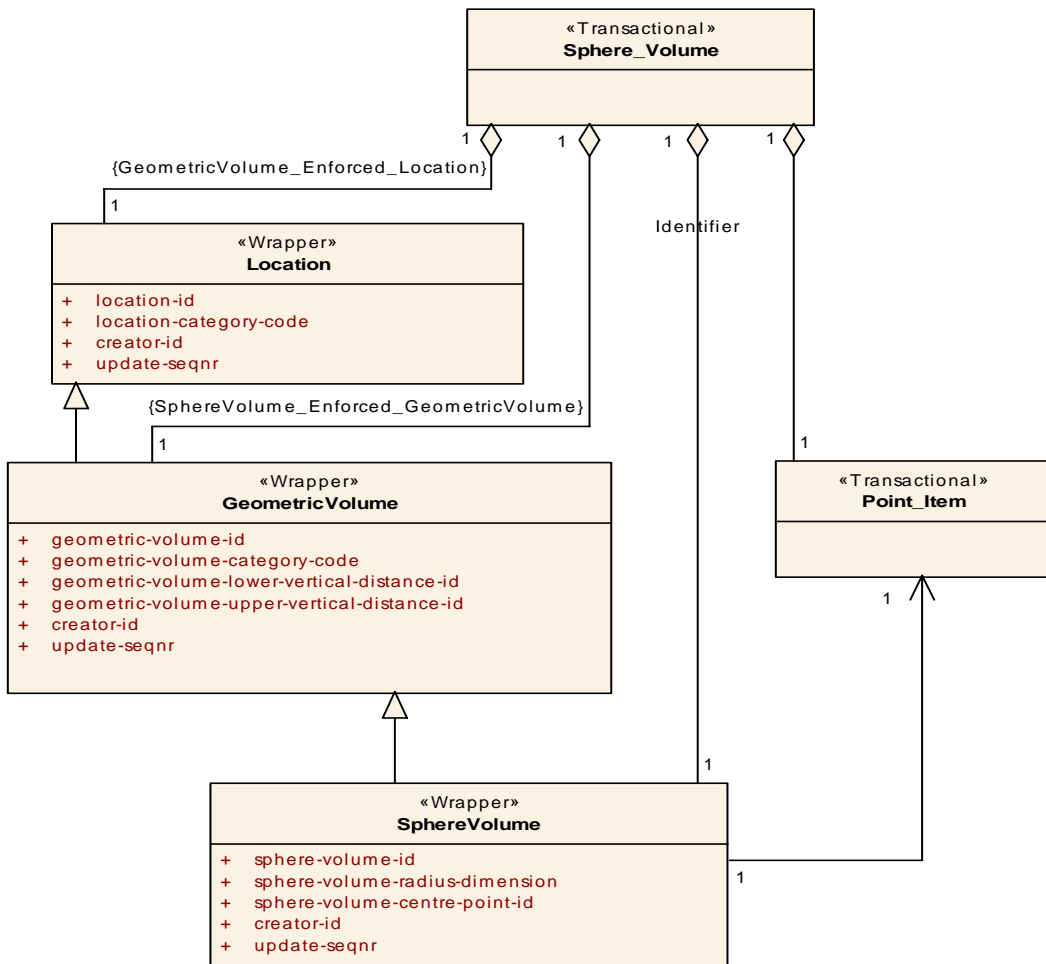 «Transactional»
Sphere_Volume
1
1
1
1
{GeometricVolume_Enforced_Location}
1
Identifier
«Wrapper»
Location
+ location-id
+ location-category-code
+ creator-id
+ update-seqnr
{SphereVolume_Enforced_GeometricVolume}
1
1
«Wrapper»
GeometricVolume
+ geometric-volume-id
+ geometric-volume-category-code
+ geometric-volume-lower-vertical-distance-id
+ geometric-volume-upper-vertical-distance-id
+ creator-id
+ update-seqnr
«Transactional»
Point_Item
1
1
«Wrapper»
SphereVolume
+ sphere-volume-id
+ sphere-volume-radius-dimension
+ sphere-volume-centre-point-id
+ creator-id
+ update-seqnr
1